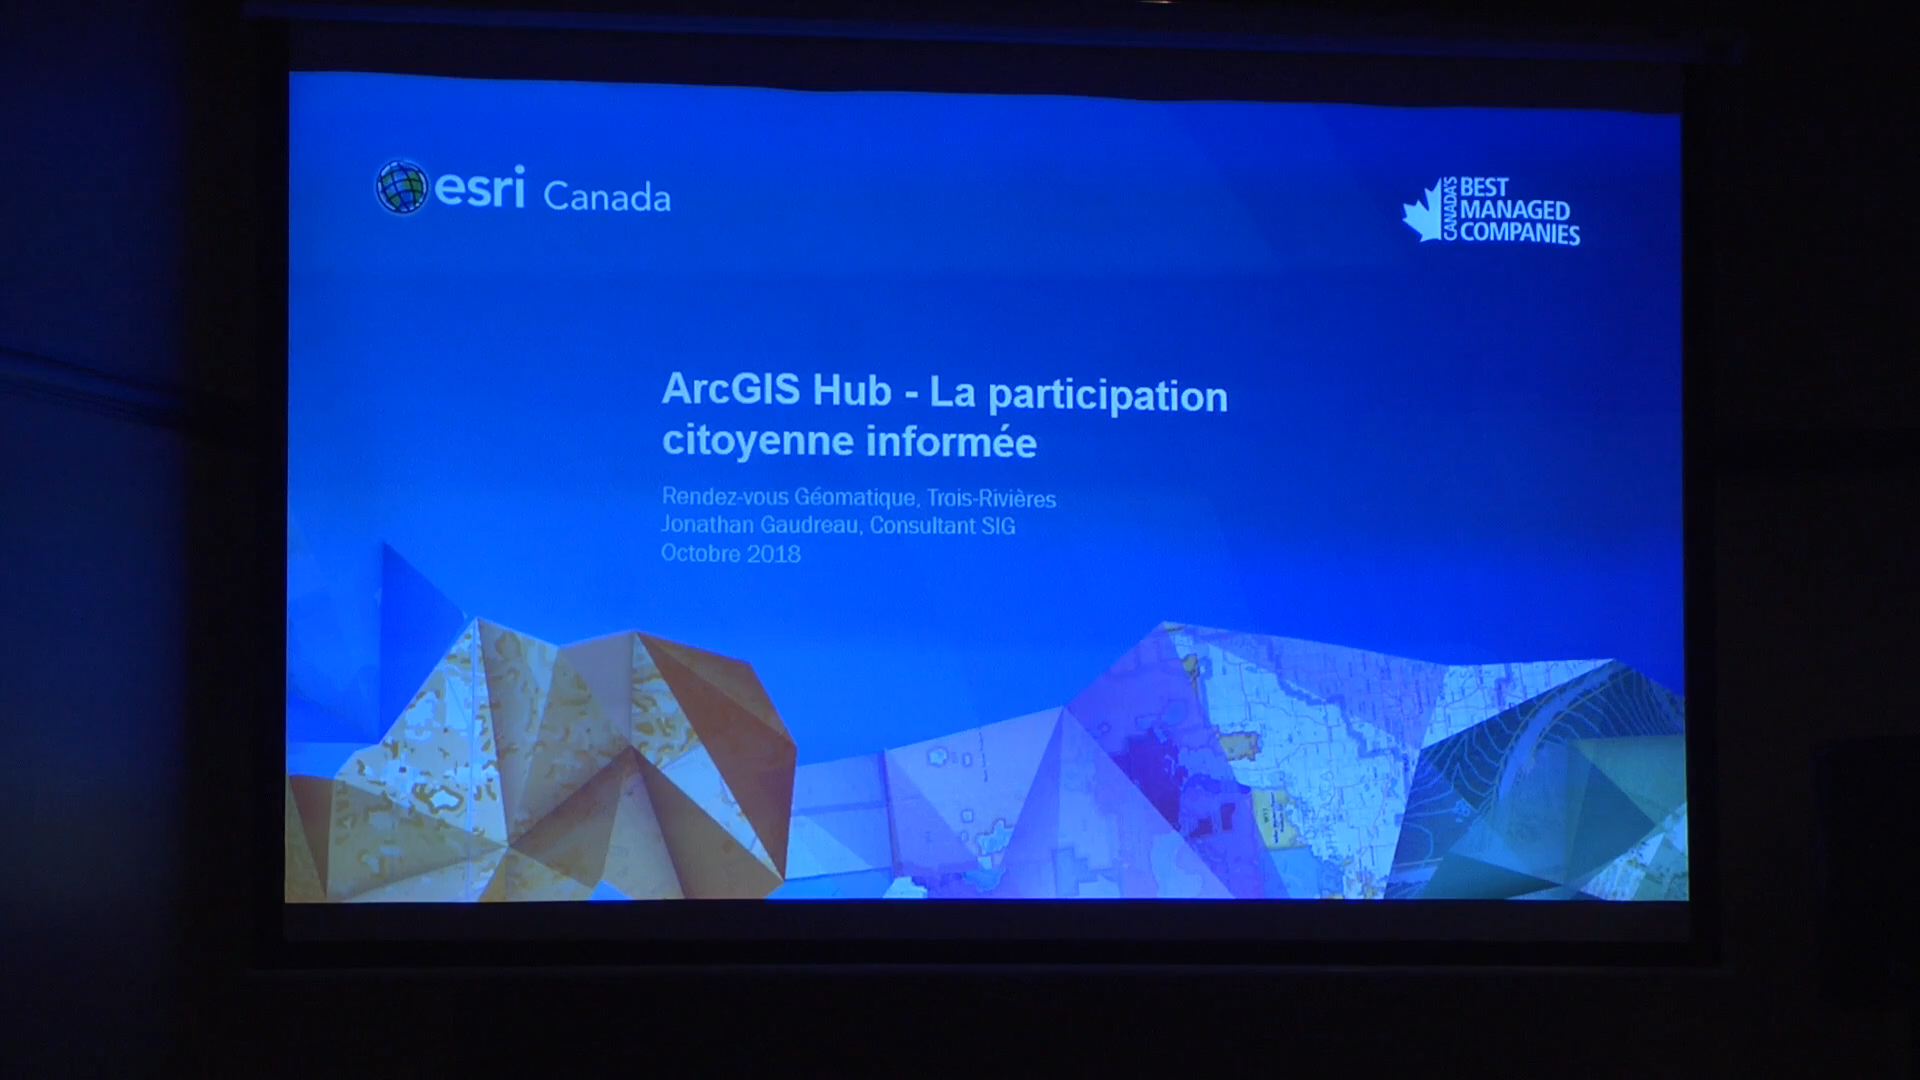 esri Canada
CANADA'S
BEST
MANAGED
COMPANIES
ArcGIS Hub - La participation
citoyenne informée
Rendez-vous Géomatique, Trois-Rivières
Jonathan Gaudreau, Consultant SIG
Octobre 2018